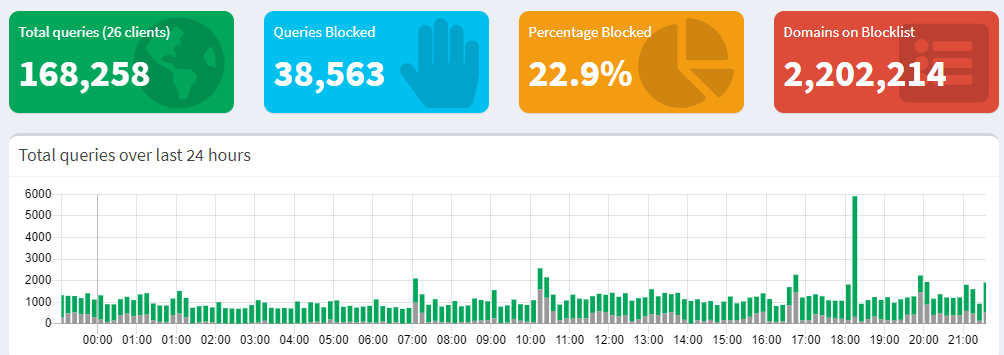 Total queries (26 clients)
168,258
Queries Blocked
38,563
Percentage Blocked
22.9%
Domains on Blocklist
2,202,214
Total queries over last 24 hours
6000
5000
4000
3000
2000
1000
0
00:00 01:00 01:00 02:00 03:00 04:00 05:00 06:00 07:00 08:00 09:00 10:00 11:00 12:00 13:00 14:00 15:00 16:00 17:00 18:00 19:00 20:00 21:00